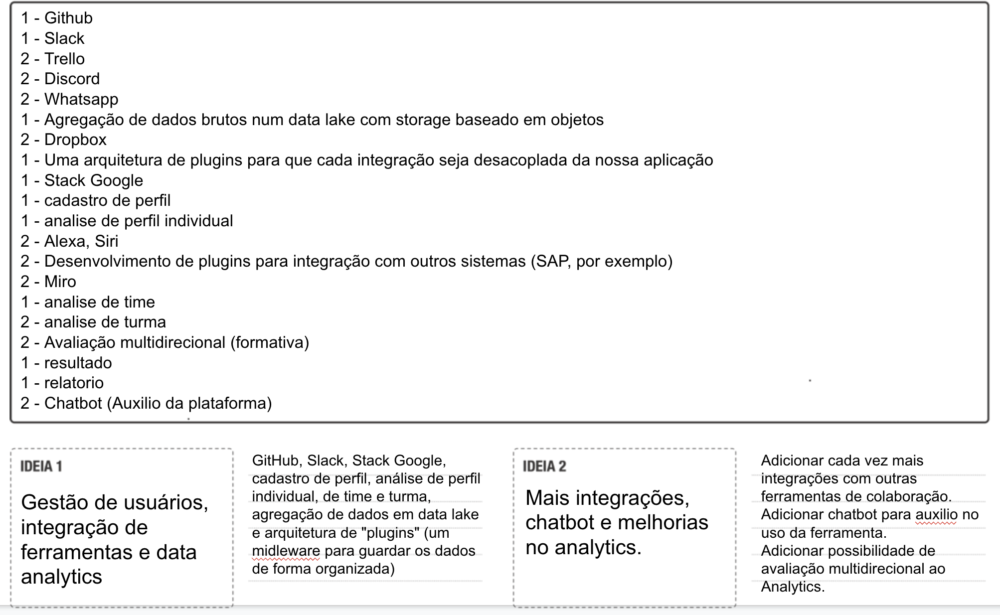 1 - Github
1 - Slack
2 - Trello
2 - Discord
2 - Whatsapp
1 - Agregação de dados brutos num data lake com storage baseado em objetos
2 - Dropbox
1 - Uma arquitetura de plugins para que cada integração seja desacoplada da nossa aplicação
1 - Stack Google
1 - cadastro de perfil
1 - analise de perfil individual
2 - Alexa, Siri
2 - Desenvolvimento de plugins para integração com outros sistemas (SAP, por exemplo)
2 - Miro
1 - analise de time
2 - analise de turma
2 - Avaliação multidirecional (formativa)
1 - resultado
1 - relatorio
2 - Chatbot (Auxilio da plataforma)
IDEIA 1
Gestão de usuários,
integração de
ferramentas e data
analytics
GitHub, Slack, Stack Google,
cadastro de perfil, análise de perfil
individual, de time e turma,
agregação de dados em data lake
e arquitetura de "plugins" (um
midleware para guardar os dados
de forma organizada)
IDEIA 2
Mais integrações,
chatbot e melhorias
no analytics.
Adicionar cada vez mais
integrações com outras
ferramentas de colaboração.
Adicionar chatbot para auxilio no
uso da ferramenta.
Adicionar possibilidade de
avaliação multidirecional ao
Analytics.